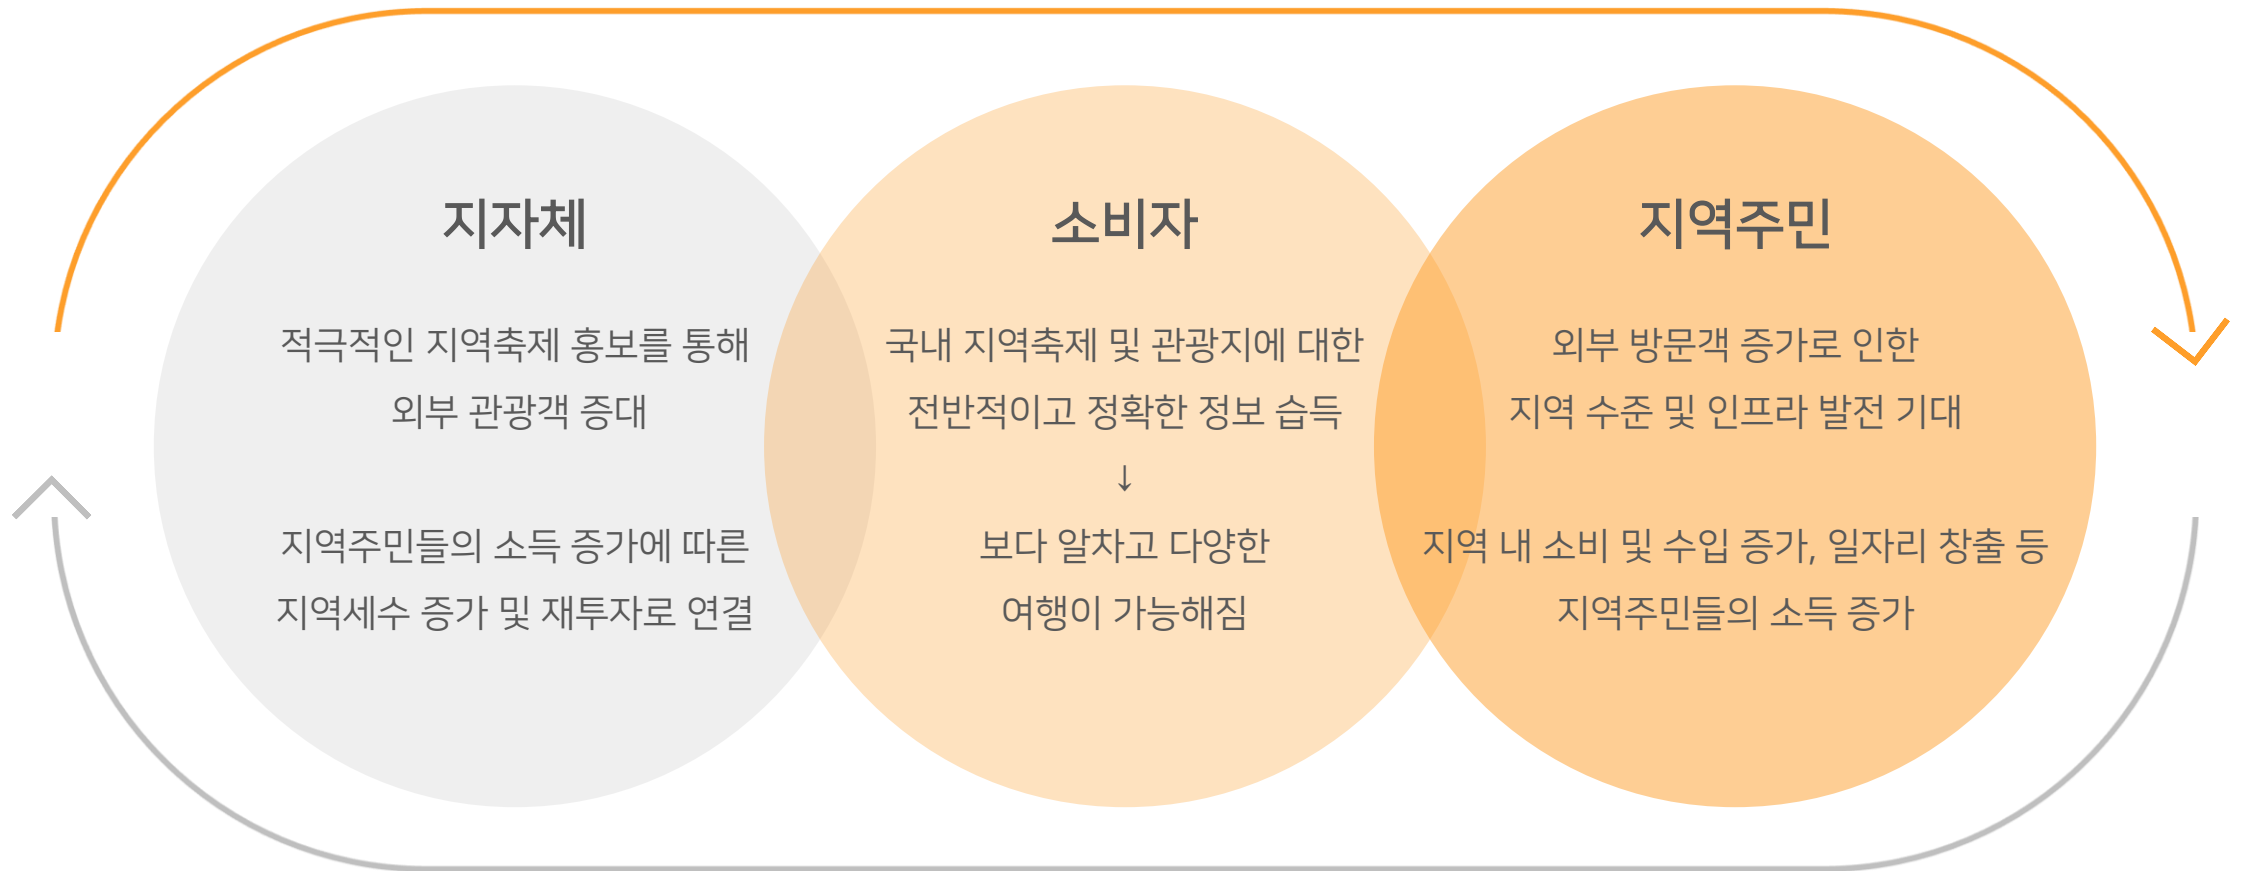 지자체
적극적인 지역축제 홍보를 통해
외부 관광객 증대
지역주민들의 소득 증가에 따른
지역세수 증가 및 재투자로 연결
소비자
국내 지역축제 및 관광지에 대한
전반적이고 정확한 정보 습득
↓
보다 알차고 다양한
여행이 가능해짐
지역주민
외부 방문객 증가로 인한
지역 수준 및 인프라 발전 기대
지역 내 소비 및 수입 증가, 일자리 창출 등
지역주민들의 소득 증가